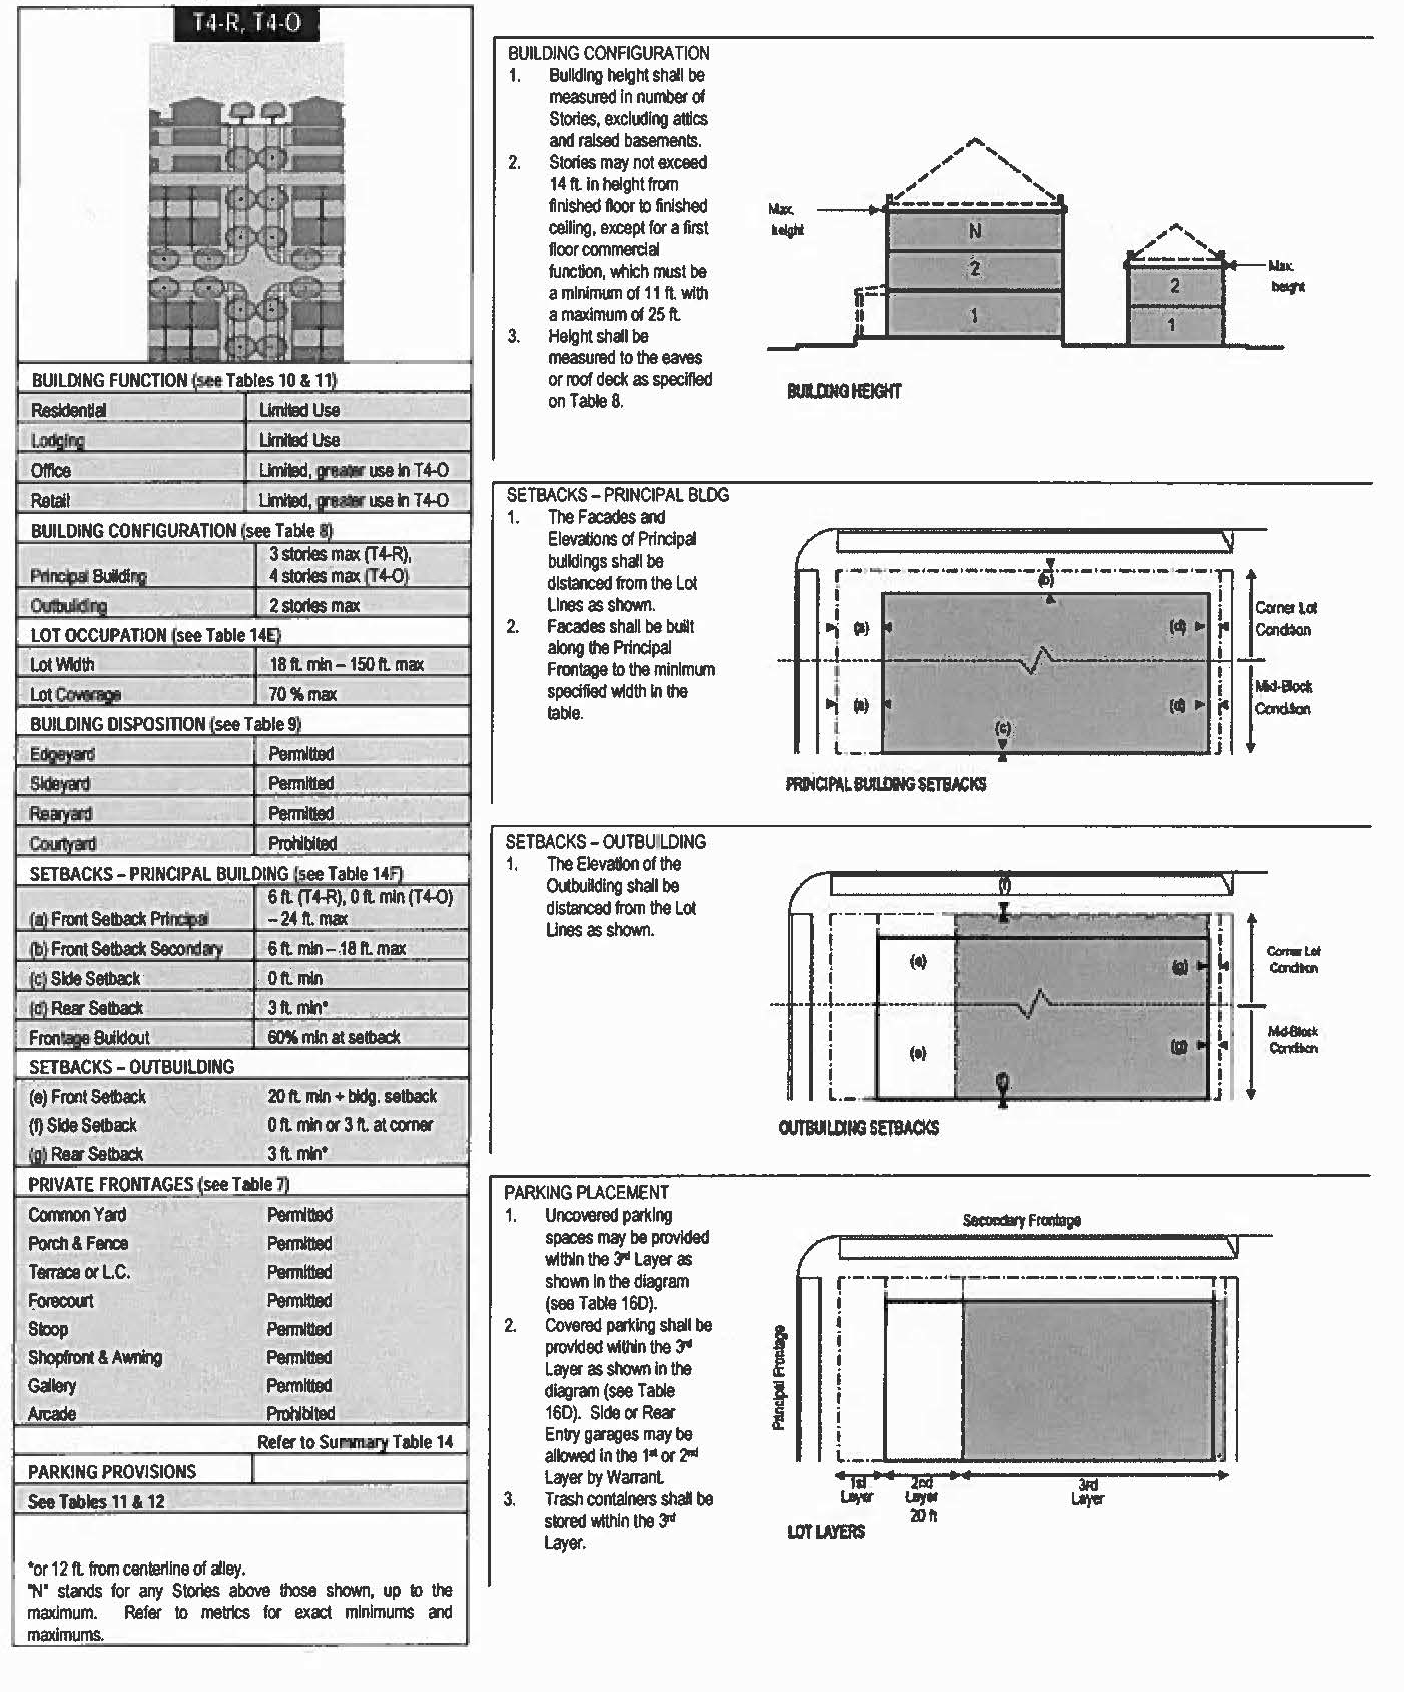 T4-R, T4-O
BUILDING FUNCTION (see Tables 10 & 11)
Residential Limited Use
Lodging Limited Use
Office Limited, greater use in T4-O
Retail Limited, greater use in T4-O
BUILDING CONFIGURATION (see Table 8)
Principal Building 3 stories max (T4-R),
4 stories max (T4-O)
Outbuilding 2 stories max
LOT OCCUPATION (see Table 14E)
Lot Width 18 ft. min – 150 ft. max
Lot Coverage 70 % max
BUILDING DISPOSITION (see Table 9)
Edgeyard Permitted
Sideyard Permitted
Rearyard Permitted
Courtyard Prohibited
SETBACKS – PRINCIPAL BUILDING (see Table 14F)
(a) Front Setback Principal 6 ft. (T4-R), 0 ft. min (T4-O)
– 24 ft. max
(b) Front Setback Secondary 6 ft. min – 18 ft. max
(c) Side Setback 0 ft. min
(d) Rear Setback 3 ft. min*
Frontage Buildout 60% min at setback
SETBACKS – OUTBUILDING
(e) Front Setback 20 ft. min + bldg. setback
(f) Side Setback 0 ft. min or 3 ft. at corner
(g) Rear Setback 3 ft. min*
PRIVATE FRONTAGES (see Table 7)
Common Yard Permitted
Porch & Fence Permitted
Terrace or L.C. Permitted
Forecourt Permitted
Stoop Permitted
Shopfront & Awning Permitted
Gallery Permitted
Arcade Prohibited
Refer to Summary Table 14
PARKING PROVISIONS
See Tables 11 & 12
*or 12 ft. from centerline of alley.
"N" stands for any Stories above those shown, up to the
maximum. Refer to metrics for exact minimums and
maximums.
BUILDING CONFIGURATION
1. Building height shall be
measured in number of
Stories, excluding attics
and raised basements.
2. Stories may not exceed
14 ft. in height from
finished floor to finished
ceiling, except for a first
floor commercial
function, which must be
a minimum of 11 ft. with
a maximum of 25 ft.
3. Height shall be
measured to the eaves
or roof deck as specified
on Table 8.
Max.
height
N
2
1
2
1
Max.
height
BUILDING HEIGHT
SETBACKS – PRINCIPAL BLDG
1. The Facades and
Elevations of Principal
buildings shall be
distanced from the Lot
Lines as shown.
2. Facades shall be built
along the Principal
Frontage to the minimum
specified width in the
table.
(b)
(a) (d)
Corner Lot
Condition
(a) (d)
Mid-Block
Condition
(c)
PRINCIPAL BUILDING SETBACKS
SETBACKS – OUTBUILDING
1. The Elevation of the
Outbuilding shall be
distanced from the Lot
Lines as shown.
(f)
(e) (g)
Corner Lot
Condition
(e) (g)
Mid-Block
Condition
(f)
OUTBUILDING SETBACKS
PARKING PLACEMENT
1. Uncovered parking
spaces may be provided
within the 3rd Layer as
shown in the diagram
(see Table 16D).
2. Covered parking shall be
provided within the 3rd
Layer as shown in the
diagram (see Table
16D). Side or Rear
Entry garages may be
allowed in the 1st or 2nd
Layer by Warrant.
3. Trash containers shall be
stored within the 3rd
Layer.
Secondary Frontage
Principal Frontage
1st
Layer
2nd
Layer
20 ft
3rd
Layer
LOT LAYERS